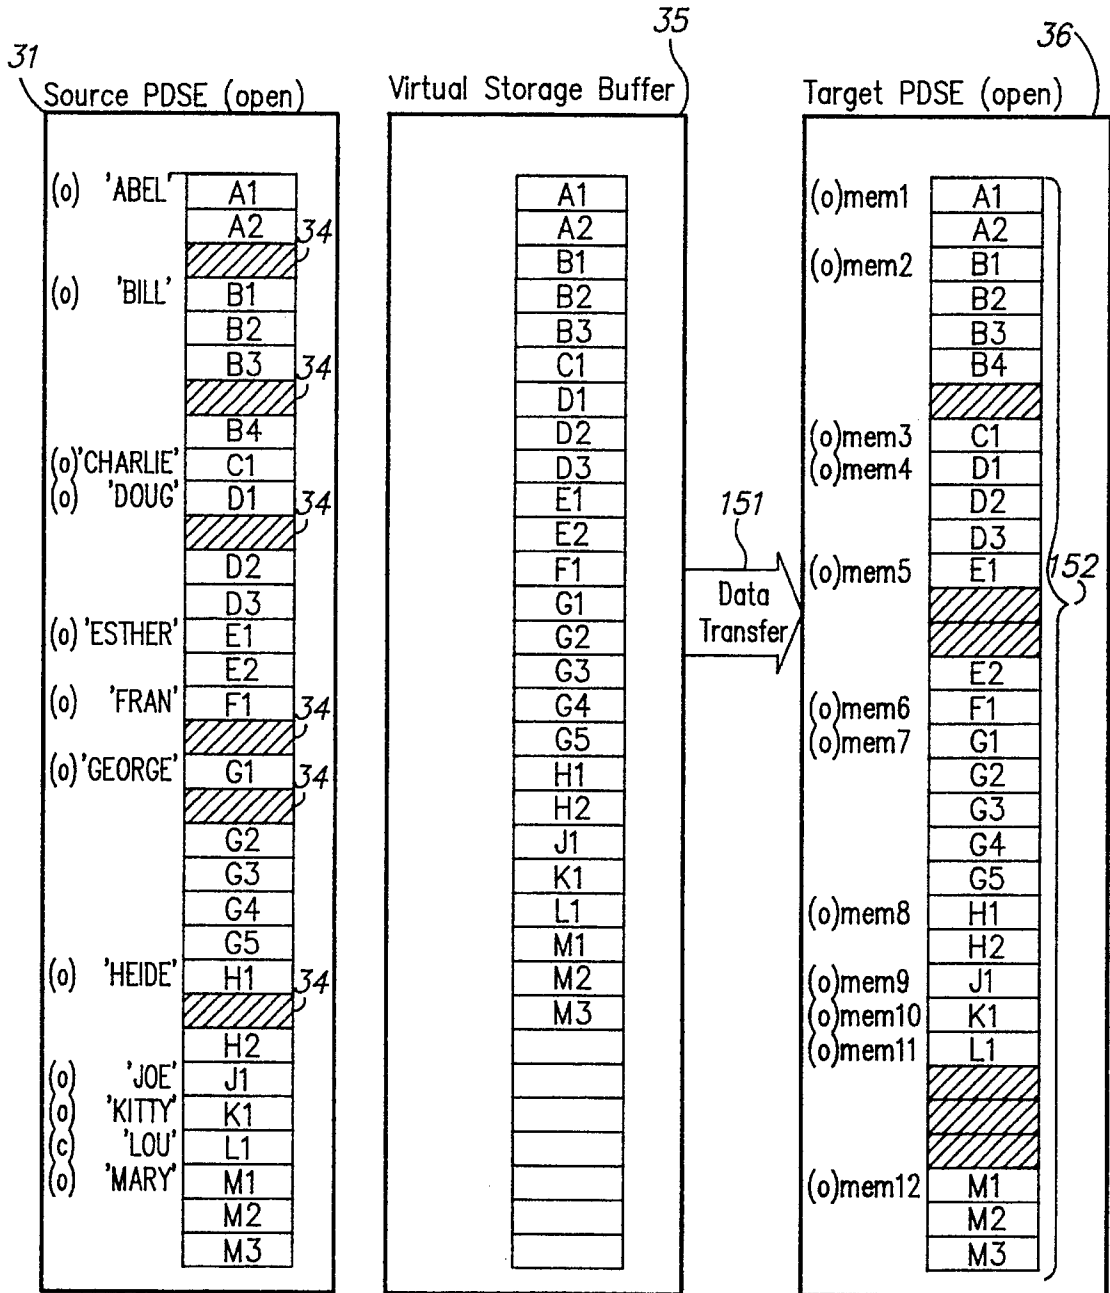 31
Source PDSE (open)
(o) 'ABEL' A1
A2
34
(o) 'BILL' B1
B2
B3
34
B4
(o) 'CHARLIE' C1
(o) 'DOUG' D1
34
D2
D3
(o) 'ESTHER' E1
E2
(o) 'FRAN' F1
34
(o) 'GEORGE' G1
34
G2
G3
G4
G5
(o) 'HEIDE' H1
34
H2
(o) 'JOE' J1
(o) 'KITTY' K1
(c) 'LOU' L1
(o) 'MARY' M1
M2
M3
35
Virtual Storage Buffer
A1
A2
B1
B2
B3
C1
D1
D2
D3
E1
E2
F1
G1
G2
G3
G4
G5
H1
H2
J1
K1
L1
M1
M2
M3
151
Data
Transfer
36
Target PDSE (open)
(o)mem1 A1
A2
(o)mem2 B1
B2
B3
B4
(o)mem3 C1
(o)mem4 D1
D2
D3
(o)mem5 E1
152
E2
(o)mem6 F1
(o)mem7 G1
G2
G3
G4
G5
(o)mem8 H1
H2
(o)mem9 J1
(o)mem10 K1
(o)mem11 L1
(o)mem12 M1
M2
M3